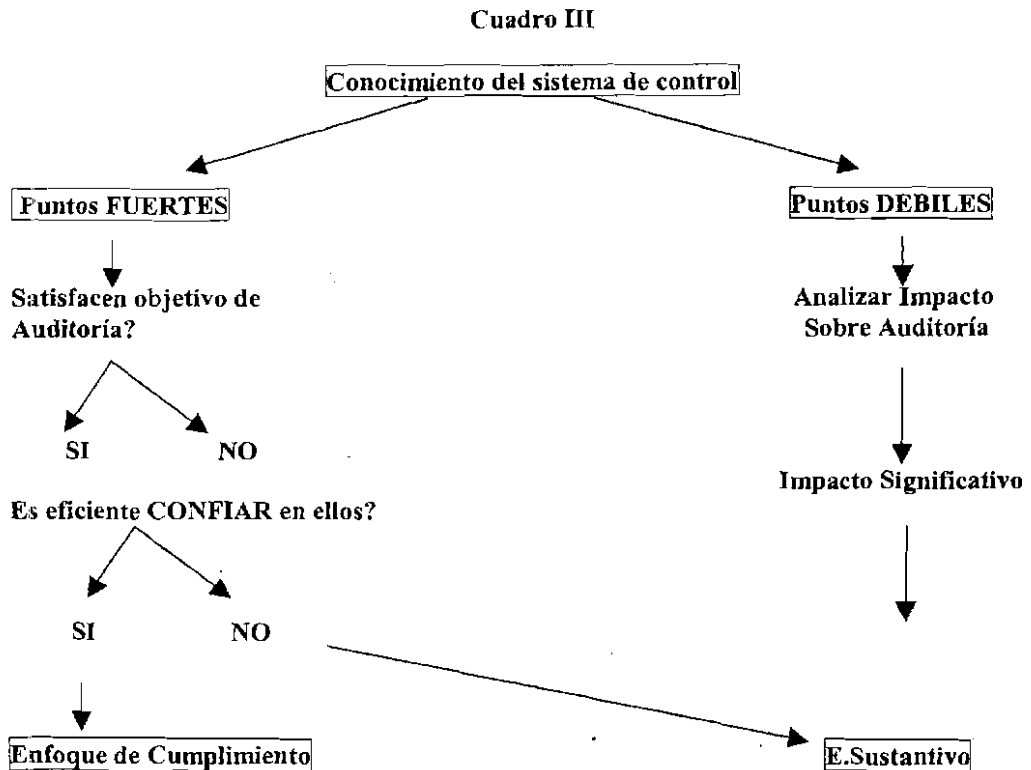 Cuadro III
Conocimiento del sistema de control
Puntos FUERTES
Puntos DEBILES
Satisfacen objetivo de
Auditoría?
Analizar Impacto
Sobre Auditoría
SI
NO
Impacto Significativo
Es eficiente CONFIAR en ellos?
SI
NO
Enfoque de Cumplimiento
E.Sustantivo